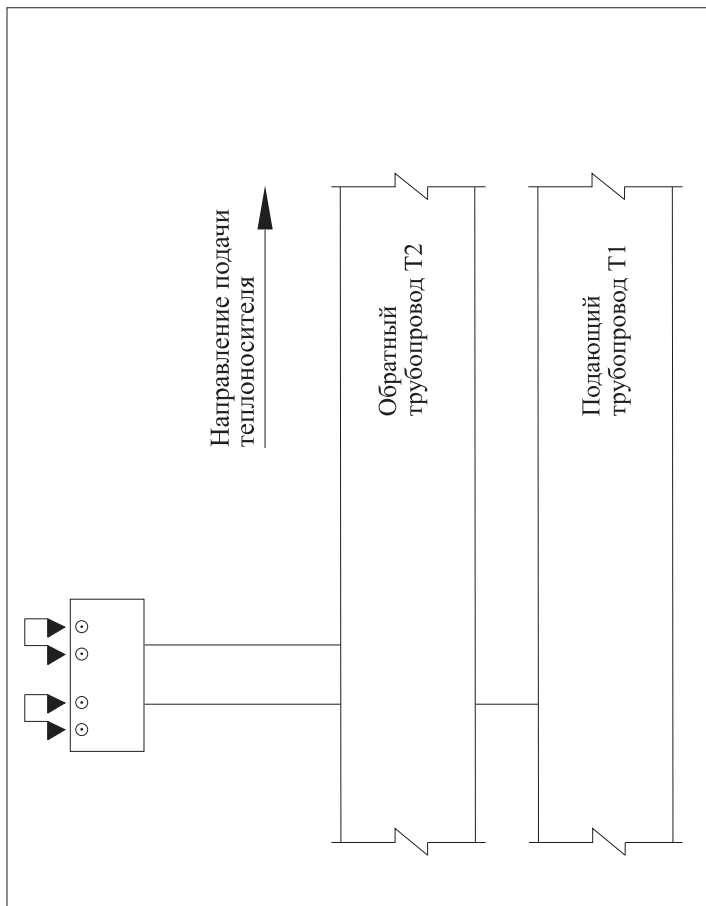 Направление подачи
теплоносителя
Обратный
трубопровод Т2
Подающий
трубопровод Т1